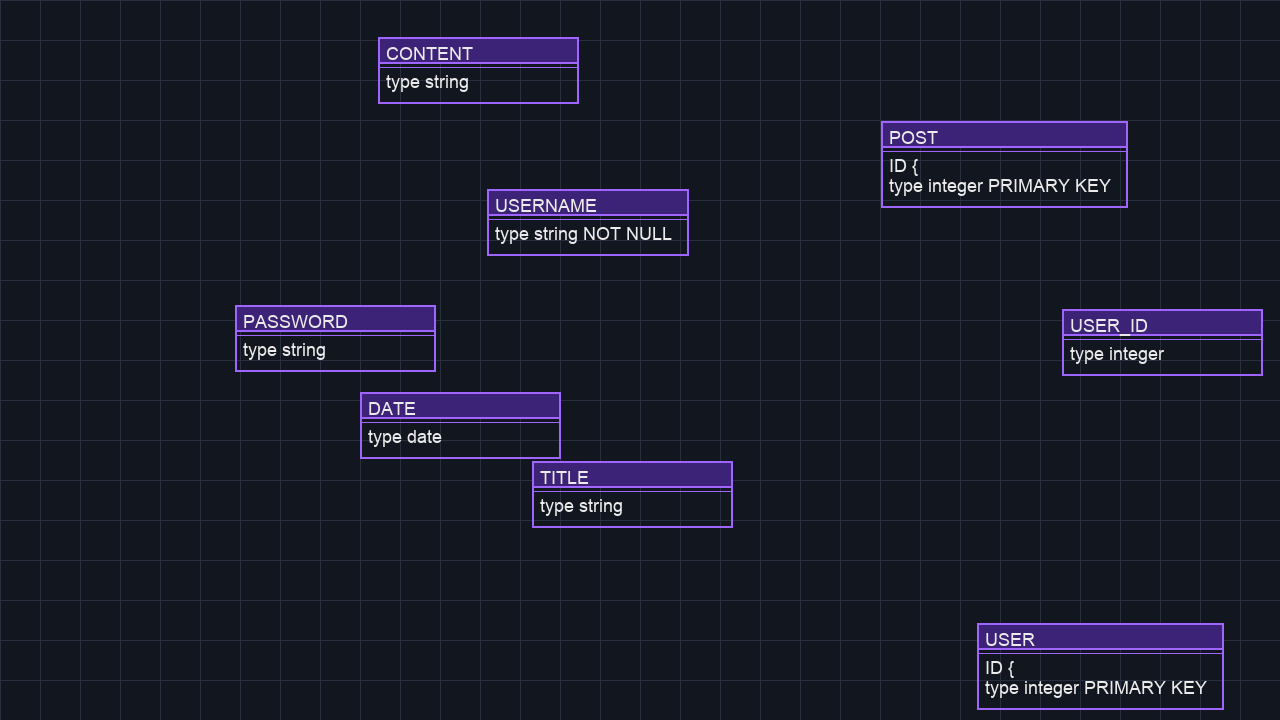 CONTENT
type string
POST
ID {
type integer PRIMARY KEY
USERNAME
type string NOT NULL
PASSWORD
type string
USER_ID
type integer
DATE
type date
TITLE
type string
USER
ID {
type integer PRIMARY KEY